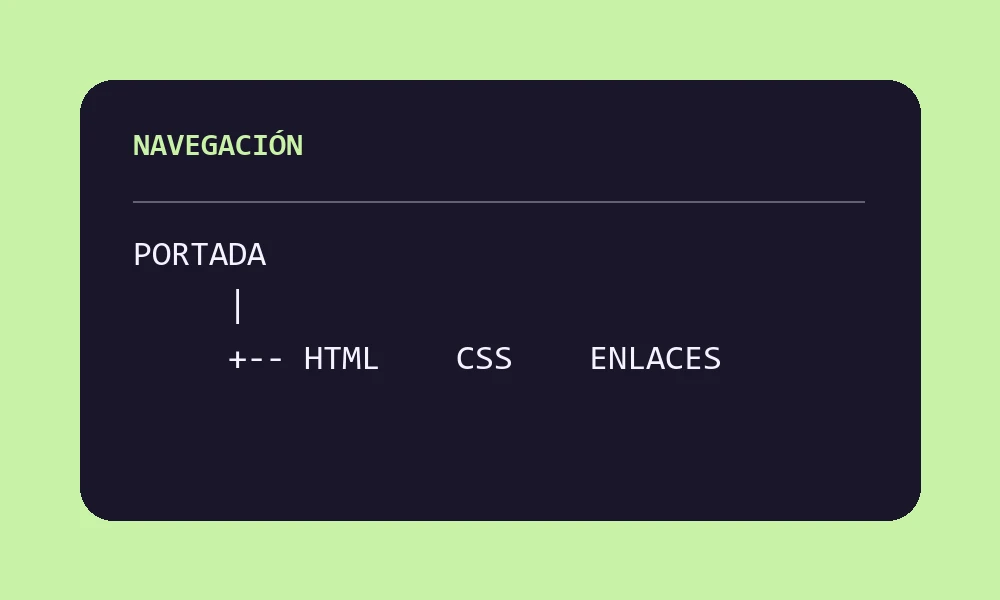 NAVEGACIÓN
PORTADA
|
+-- HTML    CSS    ENLACES